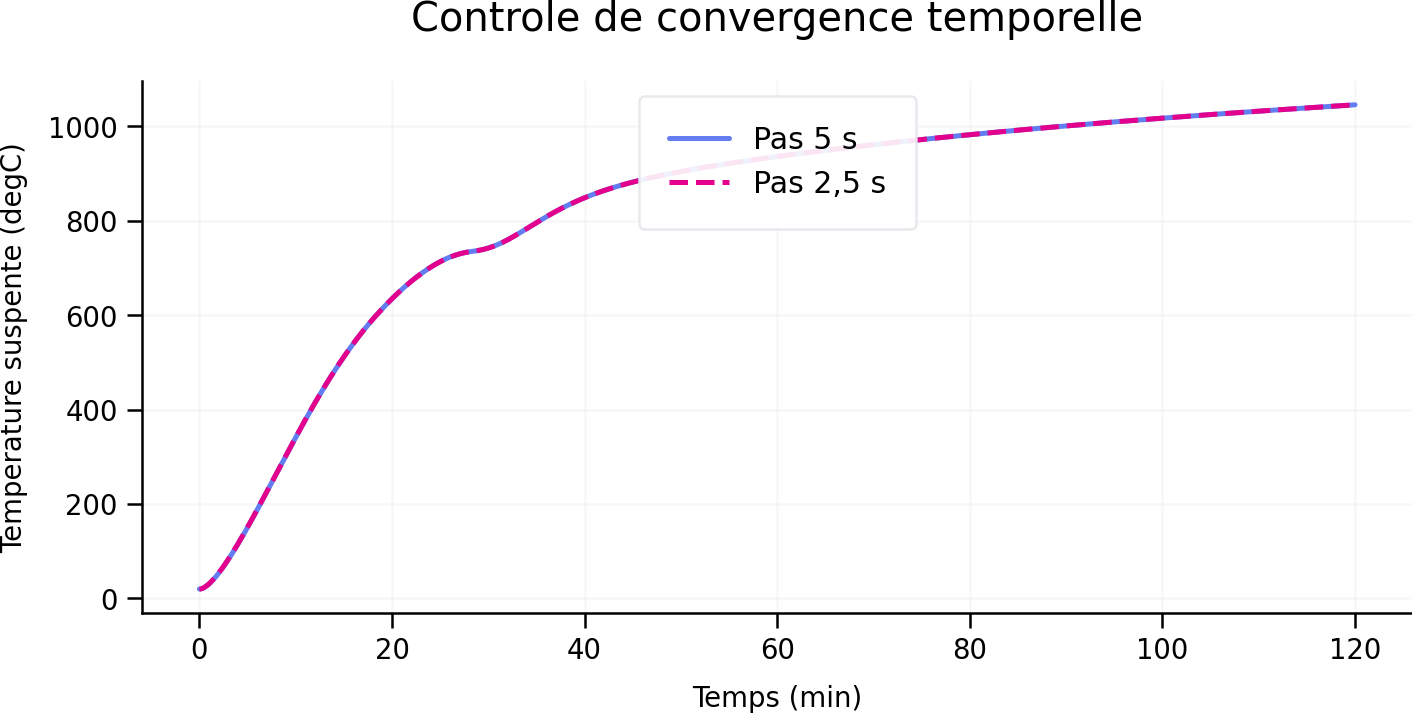 Controle de convergence temporelle
Temperature suspente (degC)
1000
800
600
400
200
0
Pas 5 s
Pas 2,5 s
0 20 40 60 80 100 120
Temps (min)